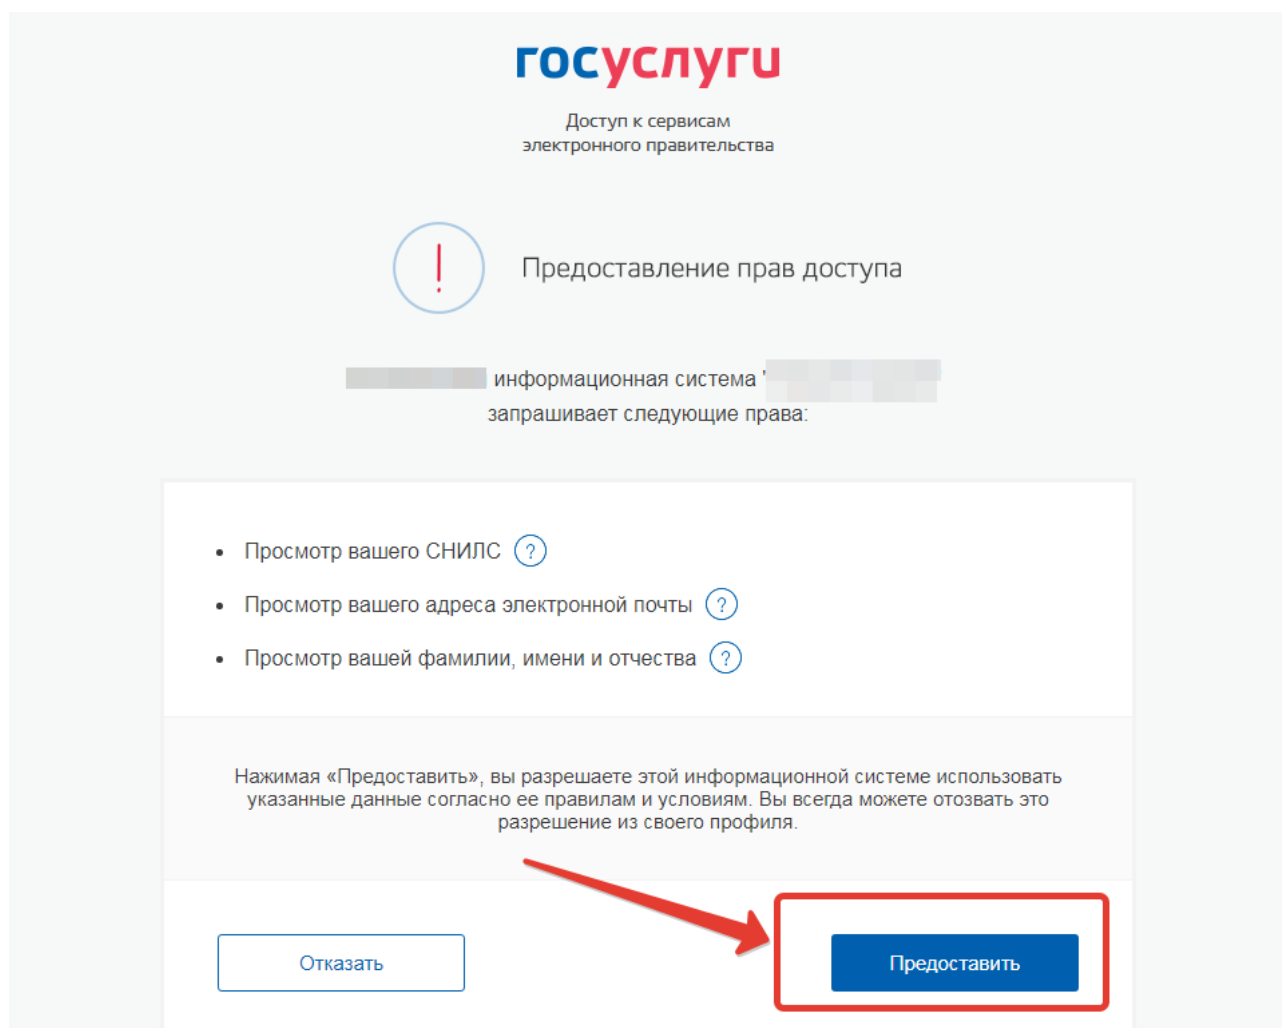 госуслуги
Доступ к сервисам
электронного правительства
Предоставление прав доступа
информационная система "
запрашивает следующие права:
• Просмотр вашего СНИЛС ?
• Просмотр вашего адреса электронной почты ?
• Просмотр вашей фамилии, имени и отчества ?
Нажимая «Предоставить», вы разрешаете этой информационной системе использовать
указанные данные согласно ее правилам и условиям. Вы всегда можете отозвать это
разрешение из своего профиля.
Отказать
Предоставить